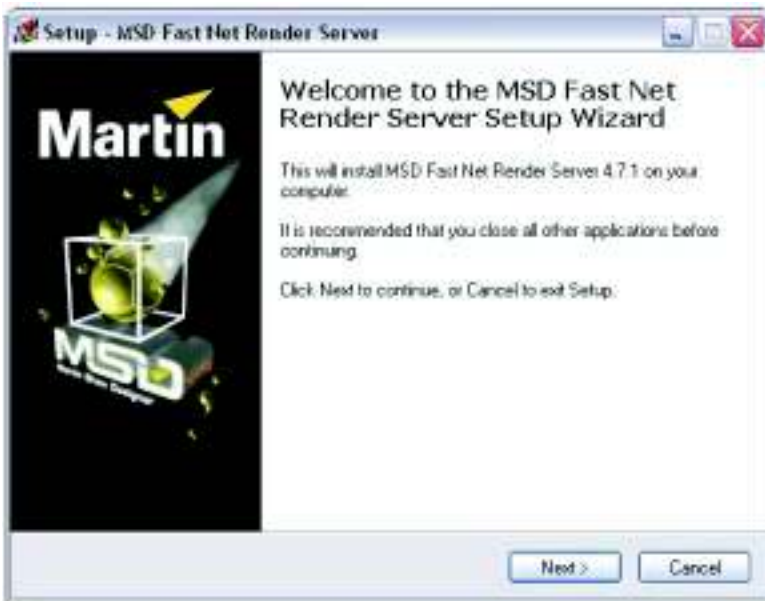 Setup - MSD Fast Net Render Server
Martin
MSD
Welcome to the MSD Fast Net
Render Server Setup Wizard
This will install MSD Fast Net Render Server 4.7.1 on your
computer.
It is recommended that you close all other applications before
continuing.
Click Next to continue, or Cancel to exit Setup.
Next >
Cancel